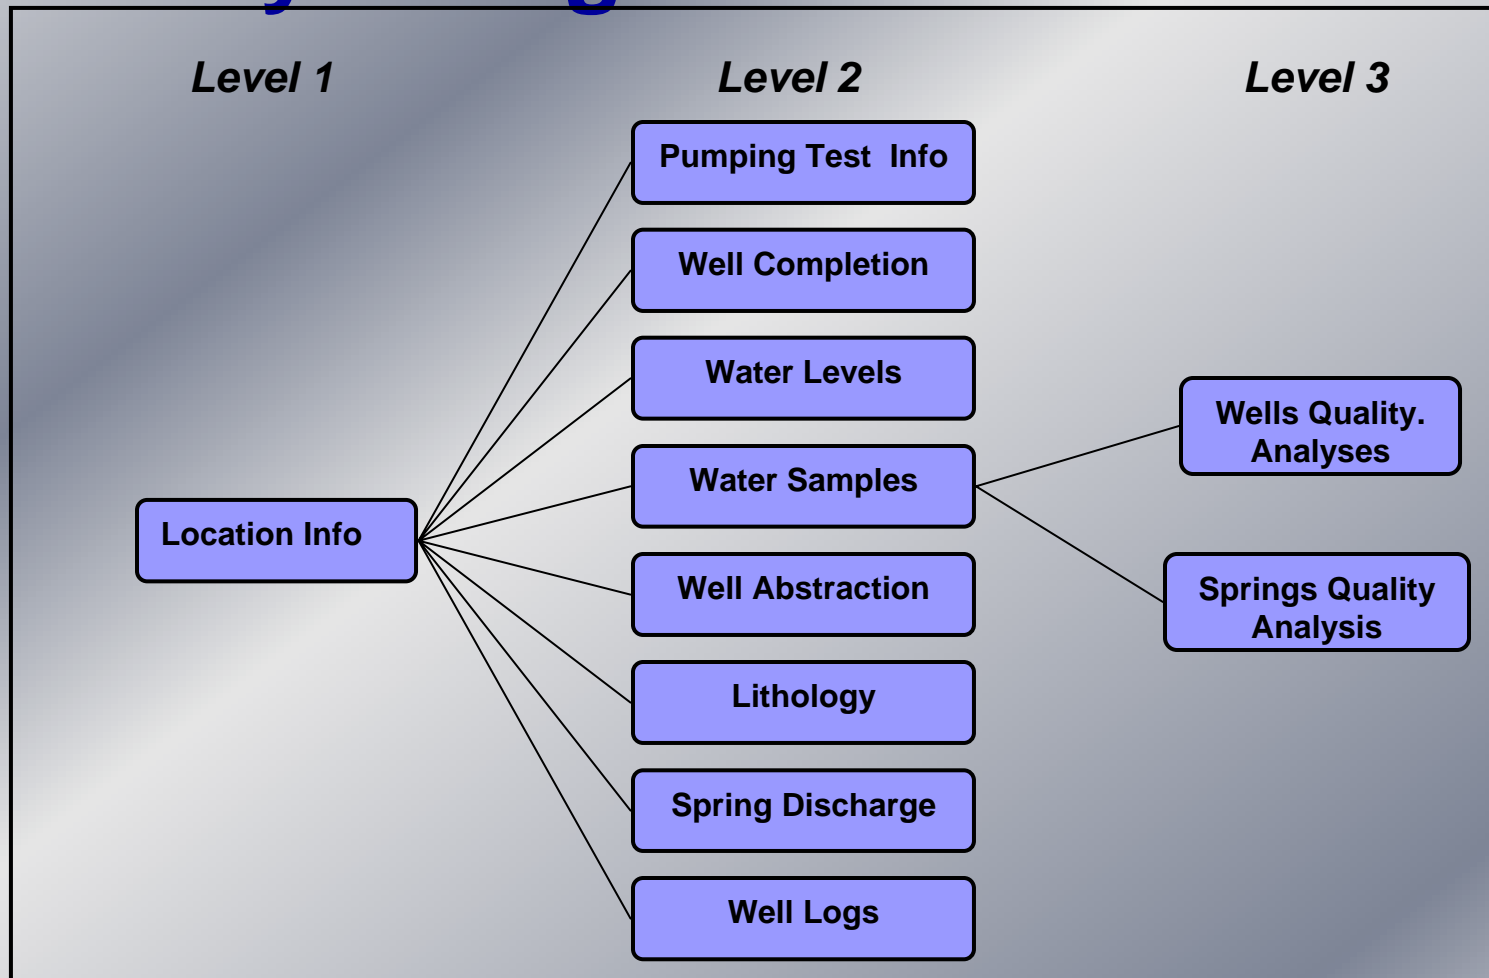 Level 1
Level 2
Level 3
Pumping Test Info
Well Completion
Water Levels
Water Samples
Well Abstraction
Lithology
Spring Discharge
Well Logs
Location Info
Wells Quality.
Analyses
Springs Quality
Analysis